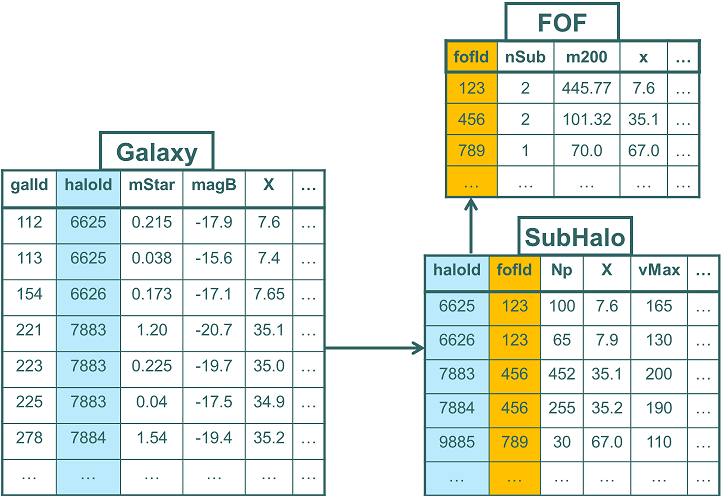 FOF
fofId nSub m200 x ...
123 2 445.77 7.6 ...
456 2 101.32 35.1 ...
789 1 70.0 67.0 ...
... ... ... ... ...
Galaxy
galId haloId mStar magB X ...
112 6625 0.215 -17.9 7.6 ...
113 6625 0.038 -15.6 7.4 ...
154 6626 0.173 -17.1 7.65 ...
221 7883 1.20 -20.7 35.1 ...
223 7883 0.225 -19.7 35.0 ...
225 7883 0.04 -17.5 34.9 ...
278 7884 1.54 -19.4 35.2 ...
... ... ... ... ... ...
SubHalo
haloId fofId Np X vMax ...
6625 123 100 7.6 165 ...
6626 123 65 7.9 130 ...
7883 456 452 35.1 200 ...
7884 456 255 35.2 190 ...
9885 789 30 67.0 110 ...
... ... ... ... ... ...